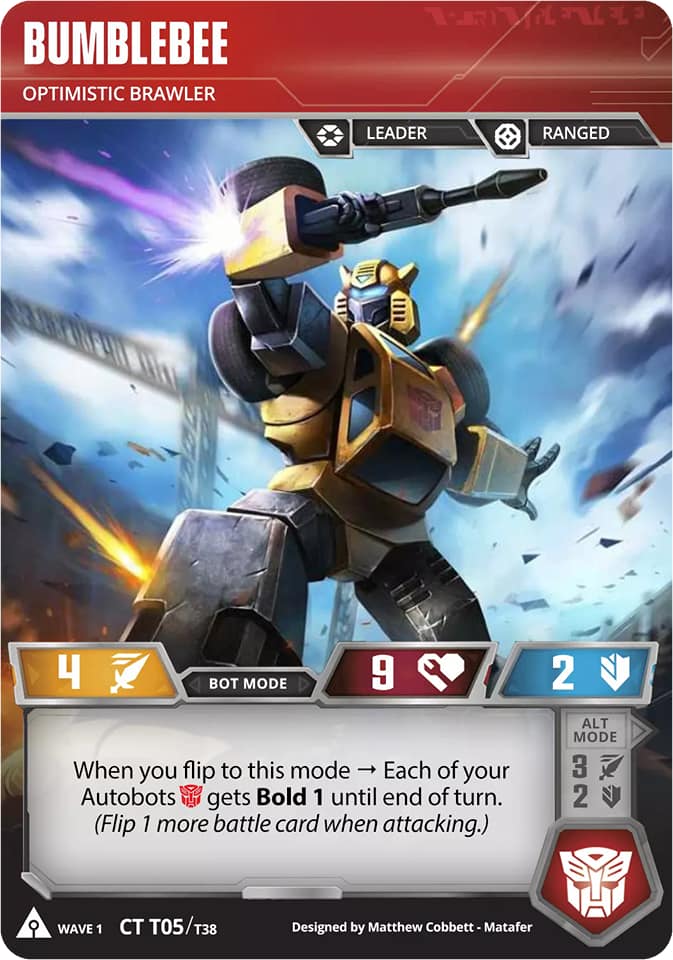 BUMBLEBEE
OPTIMISTIC BRAWLER
LEADER
RANGED
4
BOT MODE
9
2
ALT
MODE
3
2
When you flip to this mode → Each of your
Autobots gets Bold 1 until end of turn.
(Flip 1 more battle card when attacking.)
WAVE 1 CT T05/T38
Designed by Matthew Cobbett - Matafer